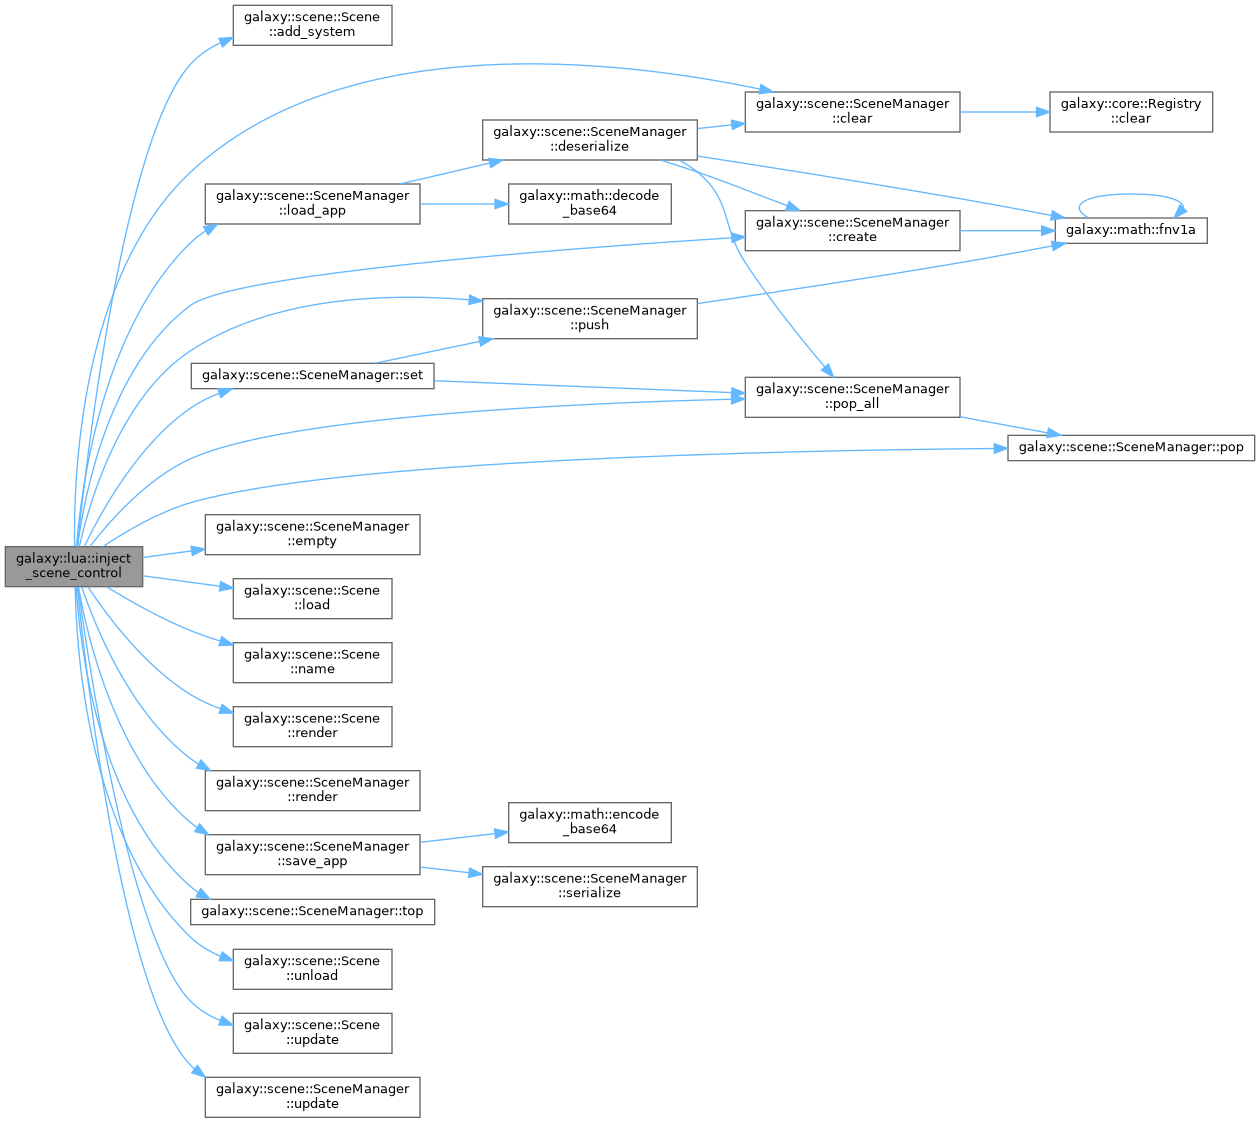 galaxy::scene::Scene
::add_system
galaxy::scene::SceneManager
::clear
galaxy::core::Registry
::clear
galaxy::scene::SceneManager
::deserialize
galaxy::scene::SceneManager
::load_app
galaxy::math::decode
_base64
galaxy::scene::SceneManager
::create
galaxy::math::fnv1a
galaxy::scene::SceneManager
::push
galaxy::scene::SceneManager::set
galaxy::scene::SceneManager
::pop_all
galaxy::scene::SceneManager::pop
galaxy::scene::SceneManager
::empty
galaxy::lua::inject
_scene_control
galaxy::scene::Scene
::load
galaxy::scene::Scene
::name
galaxy::scene::Scene
::render
galaxy::scene::SceneManager
::render
galaxy::math::encode
_base64
galaxy::scene::SceneManager
::save_app
galaxy::scene::SceneManager
::serialize
galaxy::scene::SceneManager::top
galaxy::scene::Scene
::unload
galaxy::scene::Scene
::update
galaxy::scene::SceneManager
::update